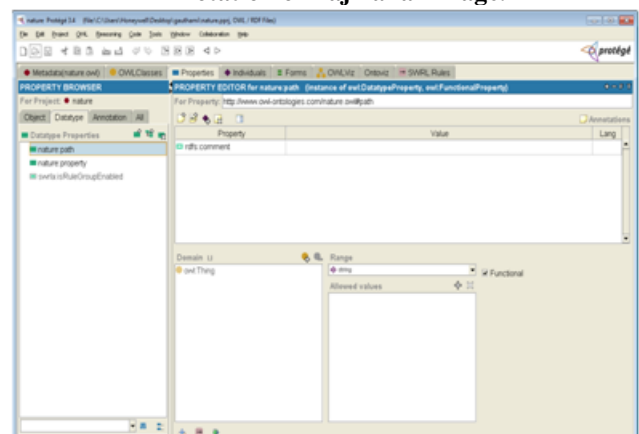 nature Protégé 3.4 (file:\C:\Users\Honeywell\Desktop\gauthami\nature.pprj, OWL / RDF Files)
File Edit Project OWL Reasoning Code Tools Window Collaboration Help
protégé
Metadata(nature.owl) OWLClasses Properties Individuals Forms OWLViz Ontoviz SWRL Rules
PROPERTY BROWSER
For Project: nature
Object Datatype Annotation All
Datatype Properties
nature:path
nature:property
swrla:isRuleGroupEnabled
PROPERTY EDITOR for nature:path (instance of owl:DatatypeProperty, owl:FunctionalProperty)
For Property: http://www.owl-ontologies.com/nature.owl#path
Annotations
Property Value Lang
rdfs:comment
Domain
owl:Thing
Range
string
Functional
Allowed values